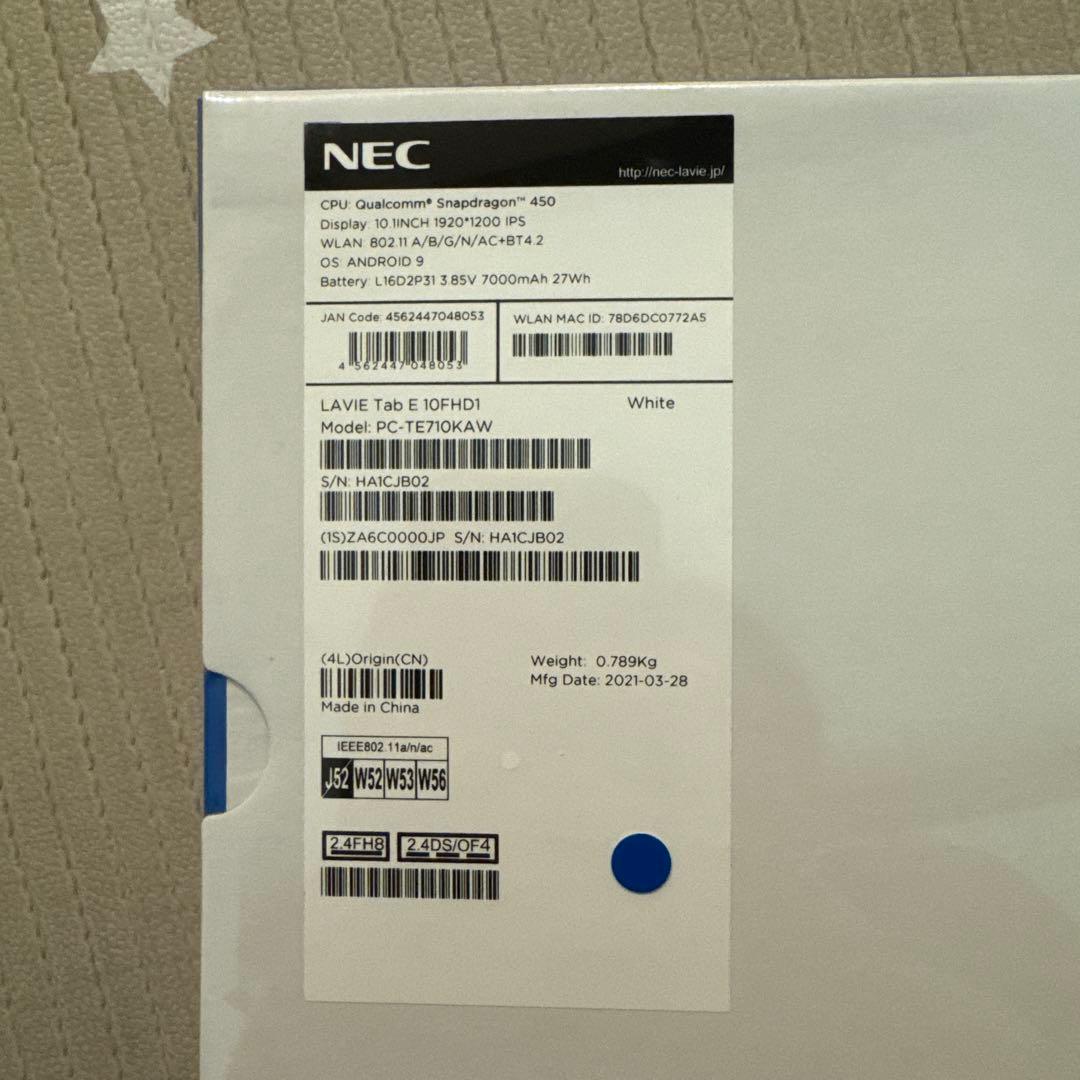 NEC
http://nec-lavie.jp/
CPU: Qualcomm® Snapdragon™ 450
Display: 10.1INCH 1920*1200 IPS
WLAN: 802.11 A/B/G/N/AC+BT4.2
OS: ANDROID 9
Battery: L16D2P31 3.85V 7000mAh 27Wh
JAN Code: 4562447048053
4 562447 048053
WLAN MAC ID: 78D6DC0772A5
LAVIE Tab E 10FHD1 White
Model: PC-TE710KAW
S/N: HA1CJB02
(1S)ZA6C0000JP S/N: HA1CJB02
(4L)Origin(CN)
Made in China
Weight: 0.789Kg
Mfg Date: 2021-03-28
IEEE802.11a/n/ac
J52 W52 W53 W56
2.4FH8 2.4DS/OF4